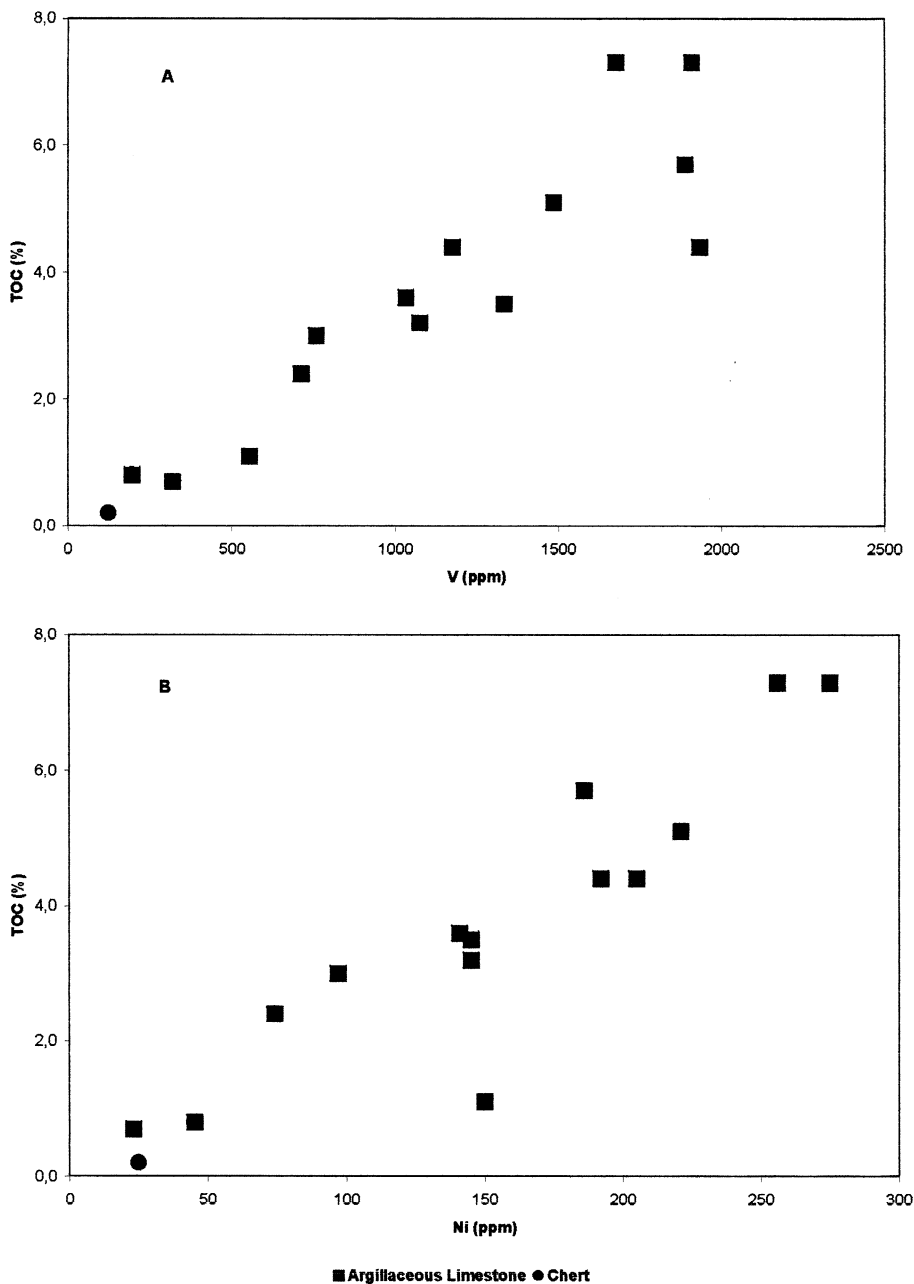 8,0
A
6,0
TOC (%)
4,0
2,0
0,0
0 500 1000 1500 2000 2500
V (ppm)
8,0
B
6,0
TOC (%)
4,0
2,0
0,0
0 50 100 150 200 250 300
Ni (ppm)
Argillaceous Limestone Chert